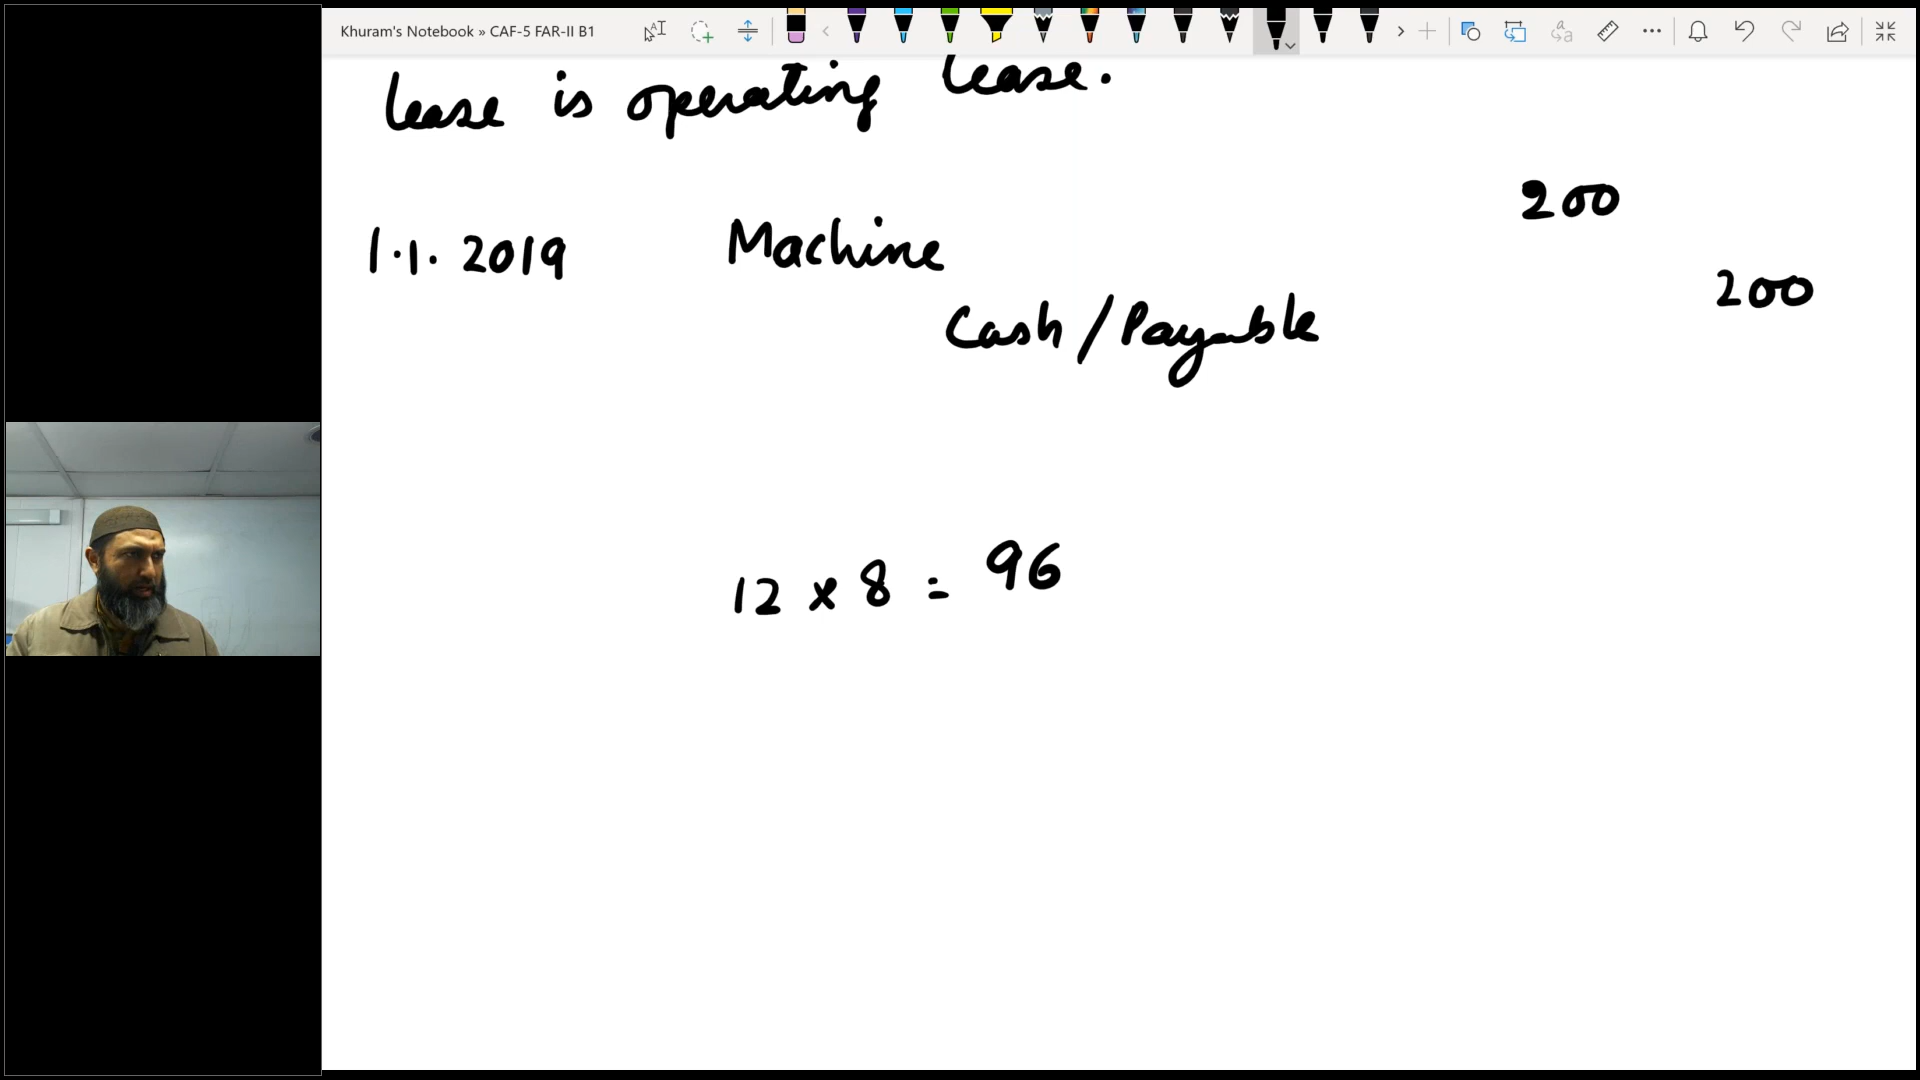 Khuram's Notebook » CAF-5 FAR-II B1
lease is operating lease.
1.1.2019 Machine 200
Cash/Payable 200
12 x 8 = 96